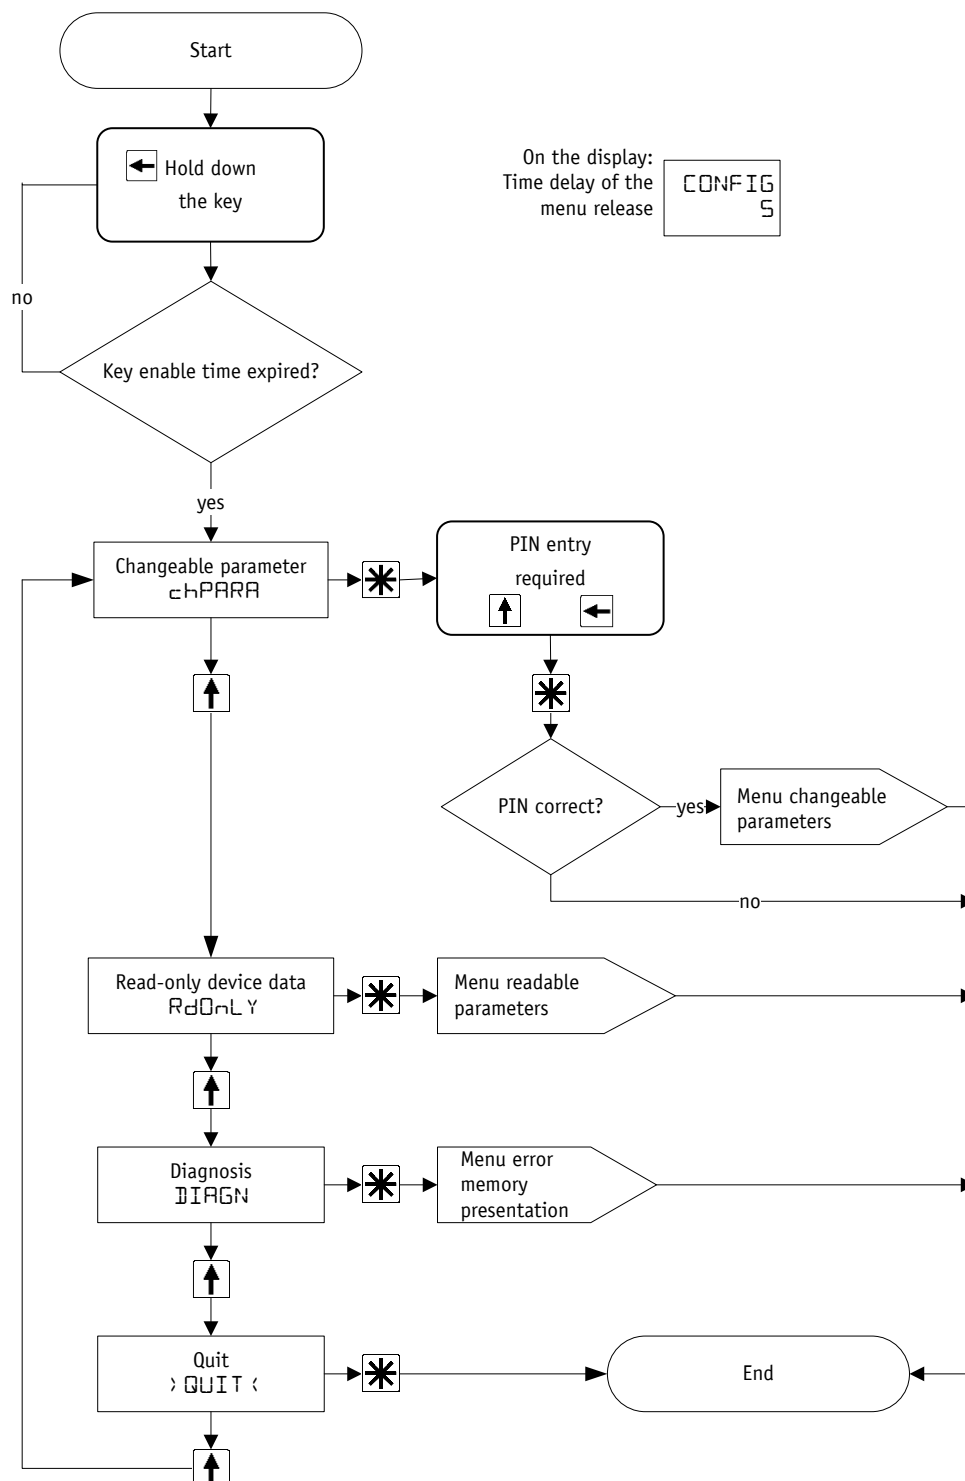 Start
Hold down
the key
On the display:
Time delay of the
menu release
CONFIG
5
no
Key enable time expired?
yes
Changeable parameter
chPARA
PIN entry
required
PIN correct?
yes
Menu changeable
parameters
no
Read-only device data
RdOnLY
Menu readable
parameters
Diagnosis
DIAGN
Menu error
memory
presentation
Quit
>QUIT<
End